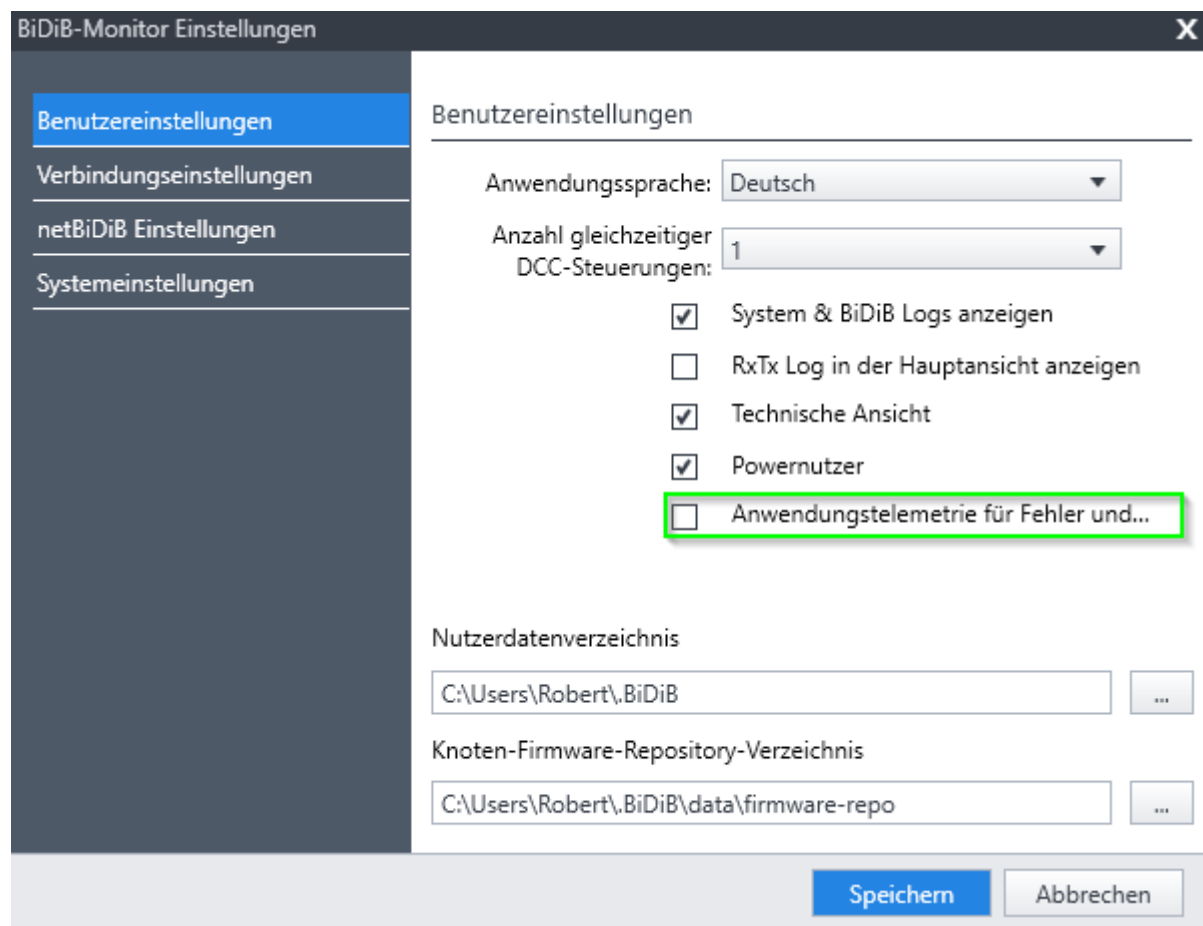 BiDiB-Monitor Einstellungen
X
Benutzereinstellungen
Verbindungseinstellungen
netBiDiB Einstellungen
Systemeinstellungen
Benutzereinstellungen
Anwendungssprache: Deutsch
Anzahl gleichzeitiger
DCC-Steuerungen: 1
System & BiDiB Logs anzeigen
RxTx Log in der Hauptansicht anzeigen
Technische Ansicht
Powernutzer
Anwendungstelemetrie für Fehler und...
Nutzerdatenverzeichnis
C:\Users\Robert\.BiDiB ...
Knoten-Firmware-Repository-Verzeichnis
C:\Users\Robert\.BiDiB\data\firmware-repo ...
Speichern Abbrechen